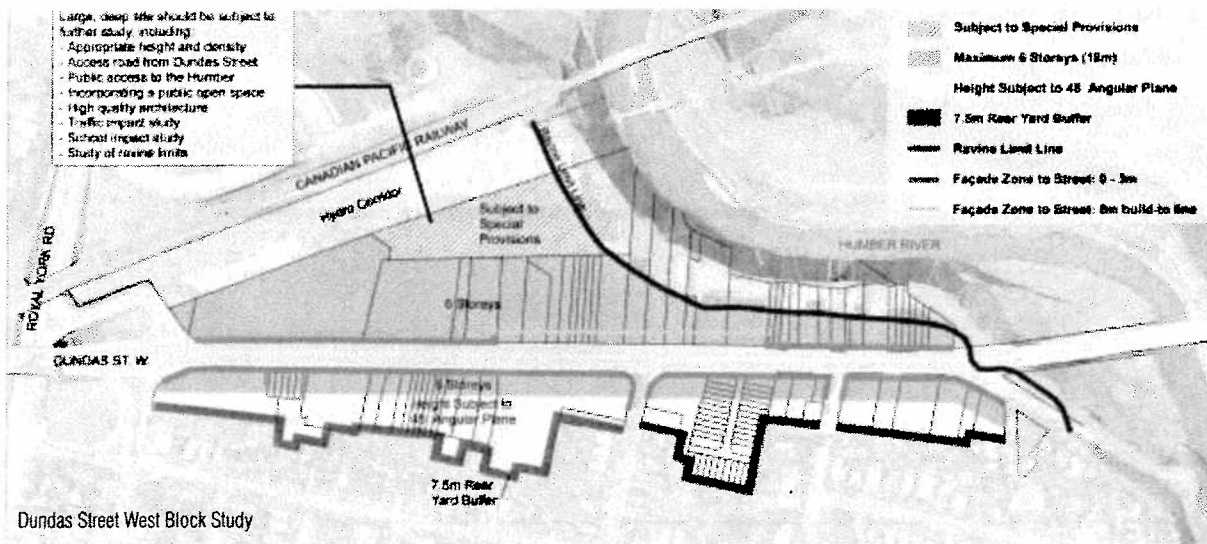 Large, deep site should be subject to
further study, including:
- Appropriate height and density
- Access road from Dundas Street
- Public access to the Humber
- Incorporating a public open space
- High quality architecture
- Traffic impact study
- School impact study
- Study of ravine limits
Subject to Special Provisions
Maximum 6 Storeys (18m)
Height Subject to 45 Angular Plane
7.5m Rear Yard Buffer
Ravine Limit Line
Façade Zone to Street: 0 - 3m
Façade Zone to Street: 8m build-to line
CANADIAN PACIFIC RAILWAY
Hydro Corridor
RAVINE LIMIT LINE
Subject to
Special
Provisions
HUMBER RIVER
ROYAL YORK RD
6 Storeys
DUNDAS ST. W.
Storeys
Height Subject to
45 Angular Plane
7.5m Rear
Yard Buffer
Dundas Street West Block Study